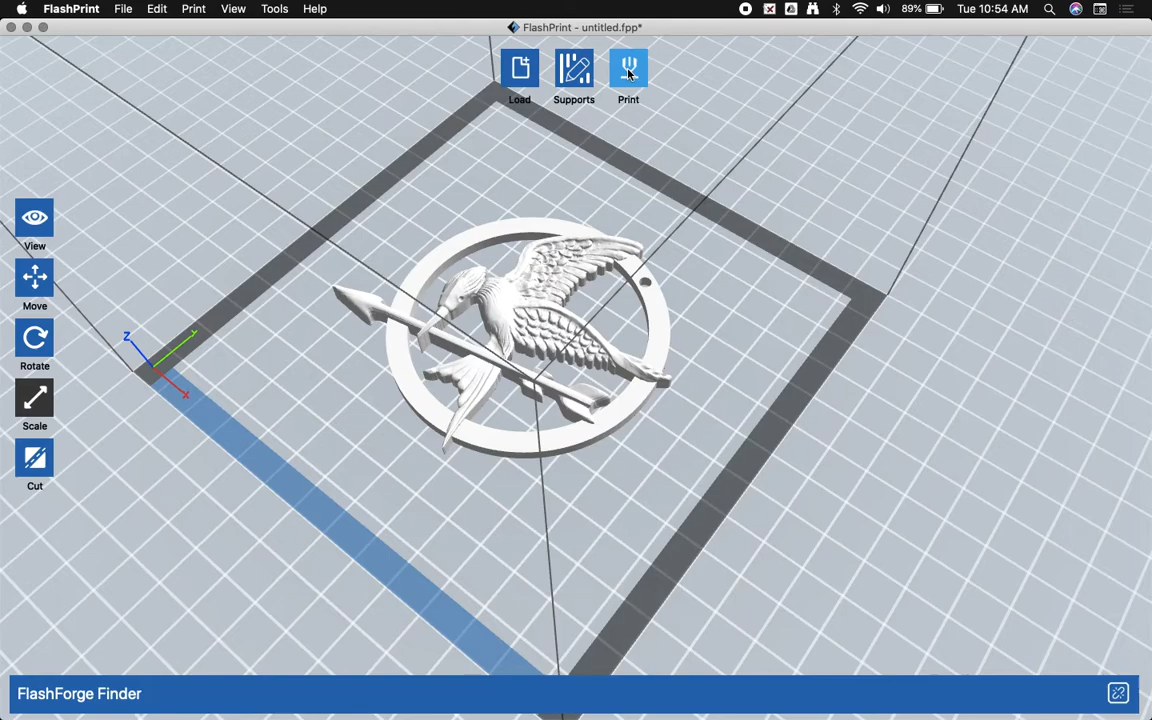 FlashPrint File Edit Print View Tools Help 89% Tue 10:54 AM
FlashPrint - untitled.fpp*
Load Supports Print
View
Move
Z Y
X
Rotate
Scale
Cut
FlashForge Finder